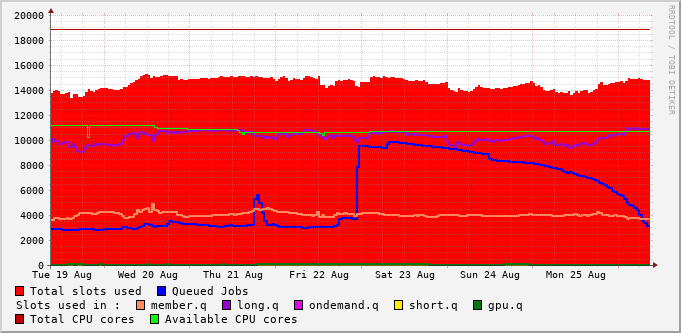 20000
18000
16000
14000
12000
10000
8000
6000
4000
2000
0
Tue 19 Aug Wed 20 Aug Thu 21 Aug Fri 22 Aug Sat 23 Aug Sun 24 Aug Mon 25 Aug
Total slots used Queued Jobs
Slots used in : member.q long.q ondemand.q short.q gpu.q
Total CPU cores Available CPU cores
RRDTOOL / TOBI OETIKER